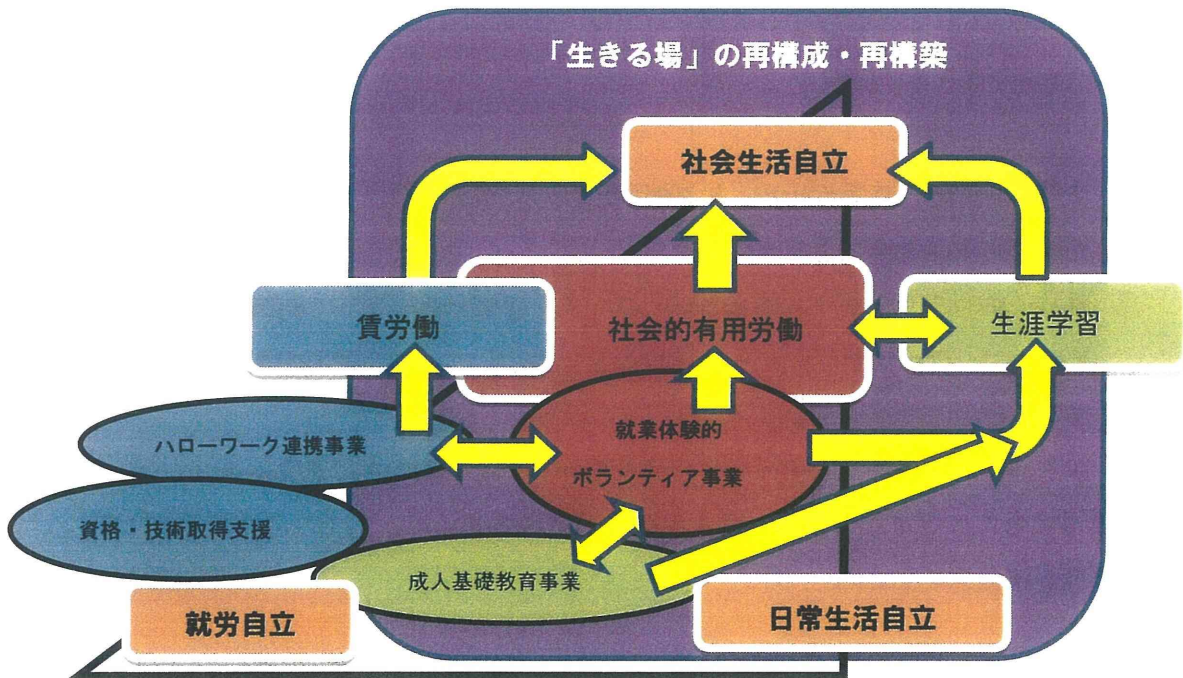 「生きる場」の再構成・再構築
社会生活自立
賃労働
社会的有用労働
生涯学習
ハローワーク連携事業
就業体験的
ボランティア事業
資格・技術取得支援
成人基礎教育事業
就労自立
日常生活自立